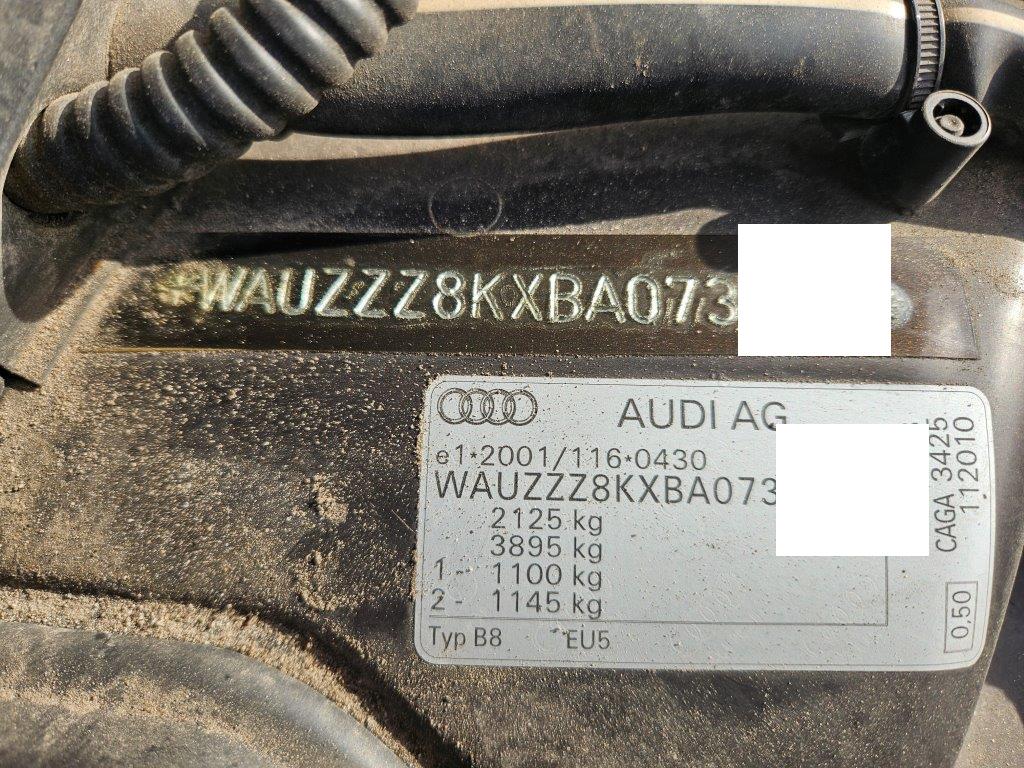 *WAUZZZ8KXBA073
AUDI AG
e1*2001/116*0430
WAUZZZ8KXBA073
2125 kg
3895 kg
1- 1100 kg
2- 1145 kg
Typ B8 EU5
CAGA 3425
112010
0,50